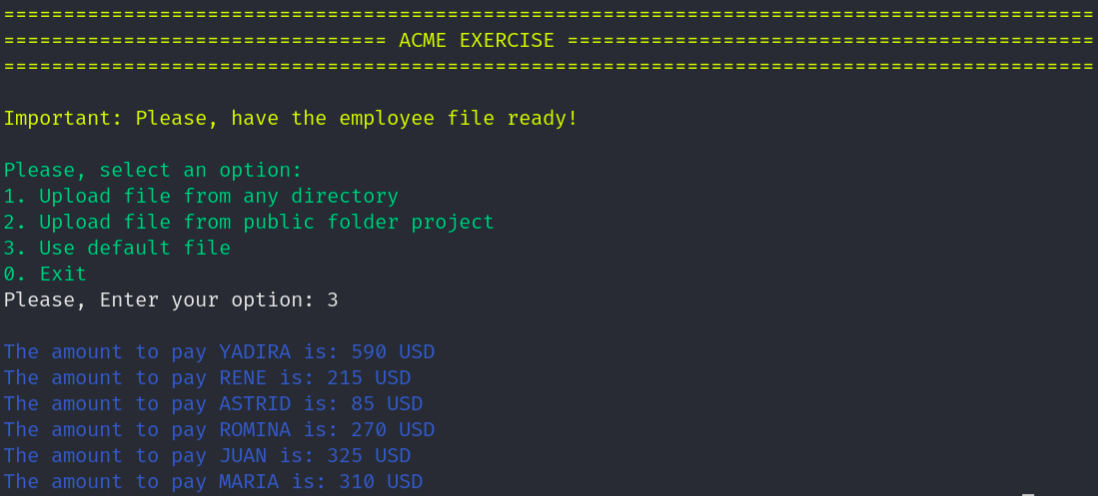 ===========================================================================================
================================ ACME EXERCISE ============================================
===========================================================================================
Important: Please, have the employee file ready!
Please, select an option:
1. Upload file from any directory
2. Upload file from public folder project
3. Use default file
0. Exit
Please, Enter your option: 3
The amount to pay YADIRA is: 590 USD
The amount to pay RENE is: 215 USD
The amount to pay ASTRID is: 85 USD
The amount to pay ROMINA is: 270 USD
The amount to pay JUAN is: 325 USD
The amount to pay MARIA is: 310 USD